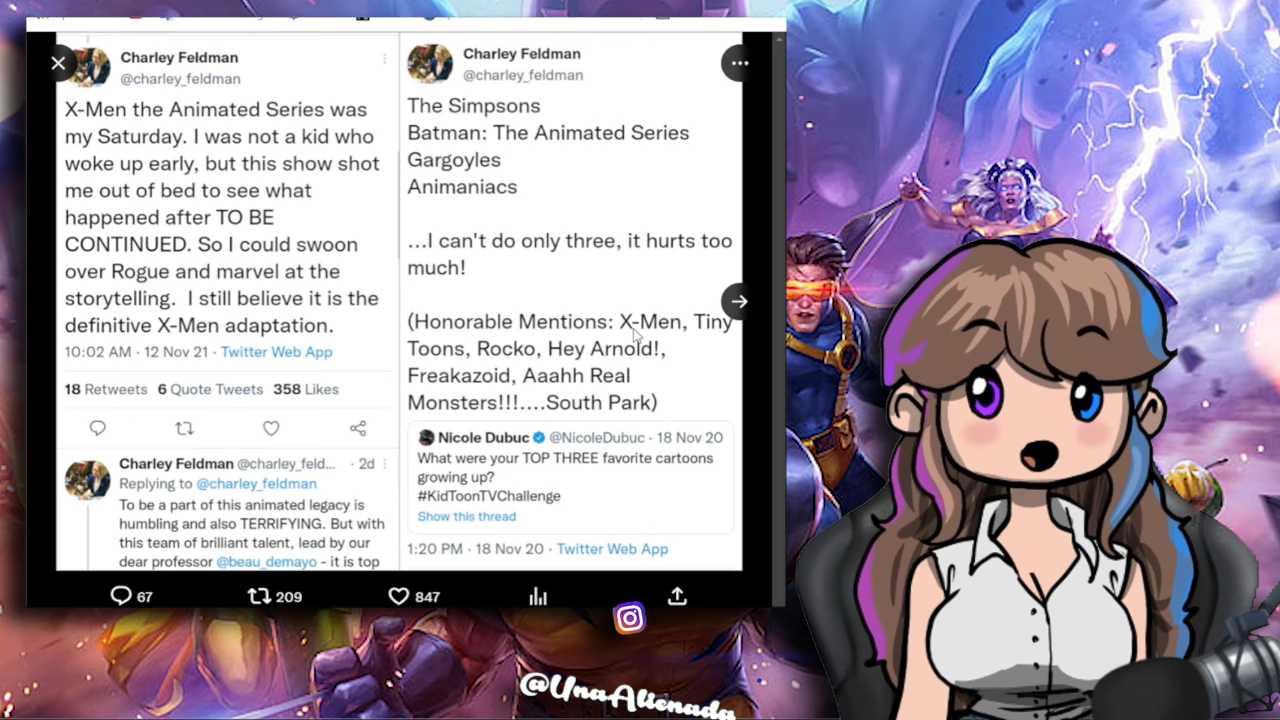 Charley Feldman
@charley_feldman
X-Men the Animated Series was
my Saturday. I was not a kid who
woke up early, but this show shot
me out of bed to see what
happened after TO BE
CONTINUED. So I could swoon
over Rogue and marvel at the
storytelling. I still believe it is the
definitive X-Men adaptation.
10:02 AM · 12 Nov 21 · Twitter Web App
18 Retweets 6 Quote Tweets 358 Likes
Charley Feldman @charley_feld... · 2d
Replying to @charley_feldman
To be a part of this animated legacy is
humbling and also TERRIFYING. But with
this team of brilliant talent, lead by our
dear professor @beau_demayo - it is top
Charley Feldman
@charley_feldman
The Simpsons
Batman: The Animated Series
Gargoyles
Animaniacs
...I can't do only three, it hurts too
much!
(Honorable Mentions: X-Men, Tiny
Toons, Rocko, Hey Arnold!,
Freakazoid, Aaahh Real
Monsters!!!....South Park)
Nicole Dubuc @NicoleDubuc · 18 Nov 20
What were your TOP THREE favorite cartoons
growing up?
#KidToonTVChallenge
Show this thread
1:20 PM · 18 Nov 20 · Twitter Web App
67 209 847
@UnaAlienada